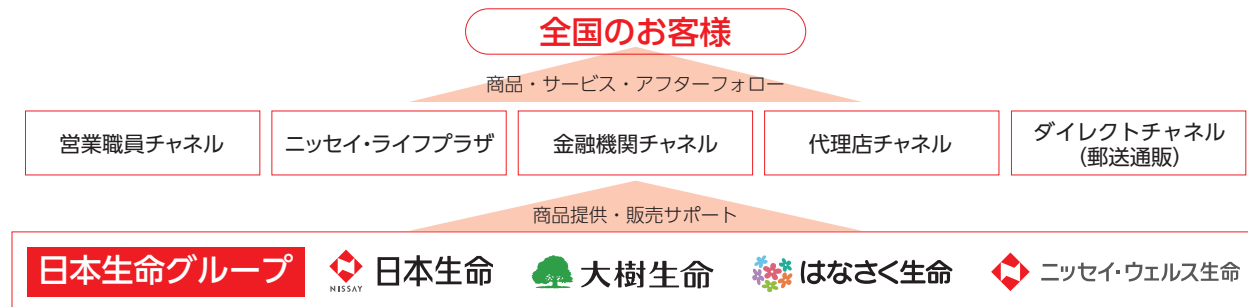 全国のお客様
商品・サービス・アフターフォロー
営業職員チャネル
ニッセイ・ライフプラザ
金融機関チャネル
代理店チャネル
ダイレクトチャネル
(郵送通販)
商品提供・販売サポート
日本生命グループ
NISSAY
日本生命
大樹生命
はなさく生命
ニッセイ・ウェルス生命